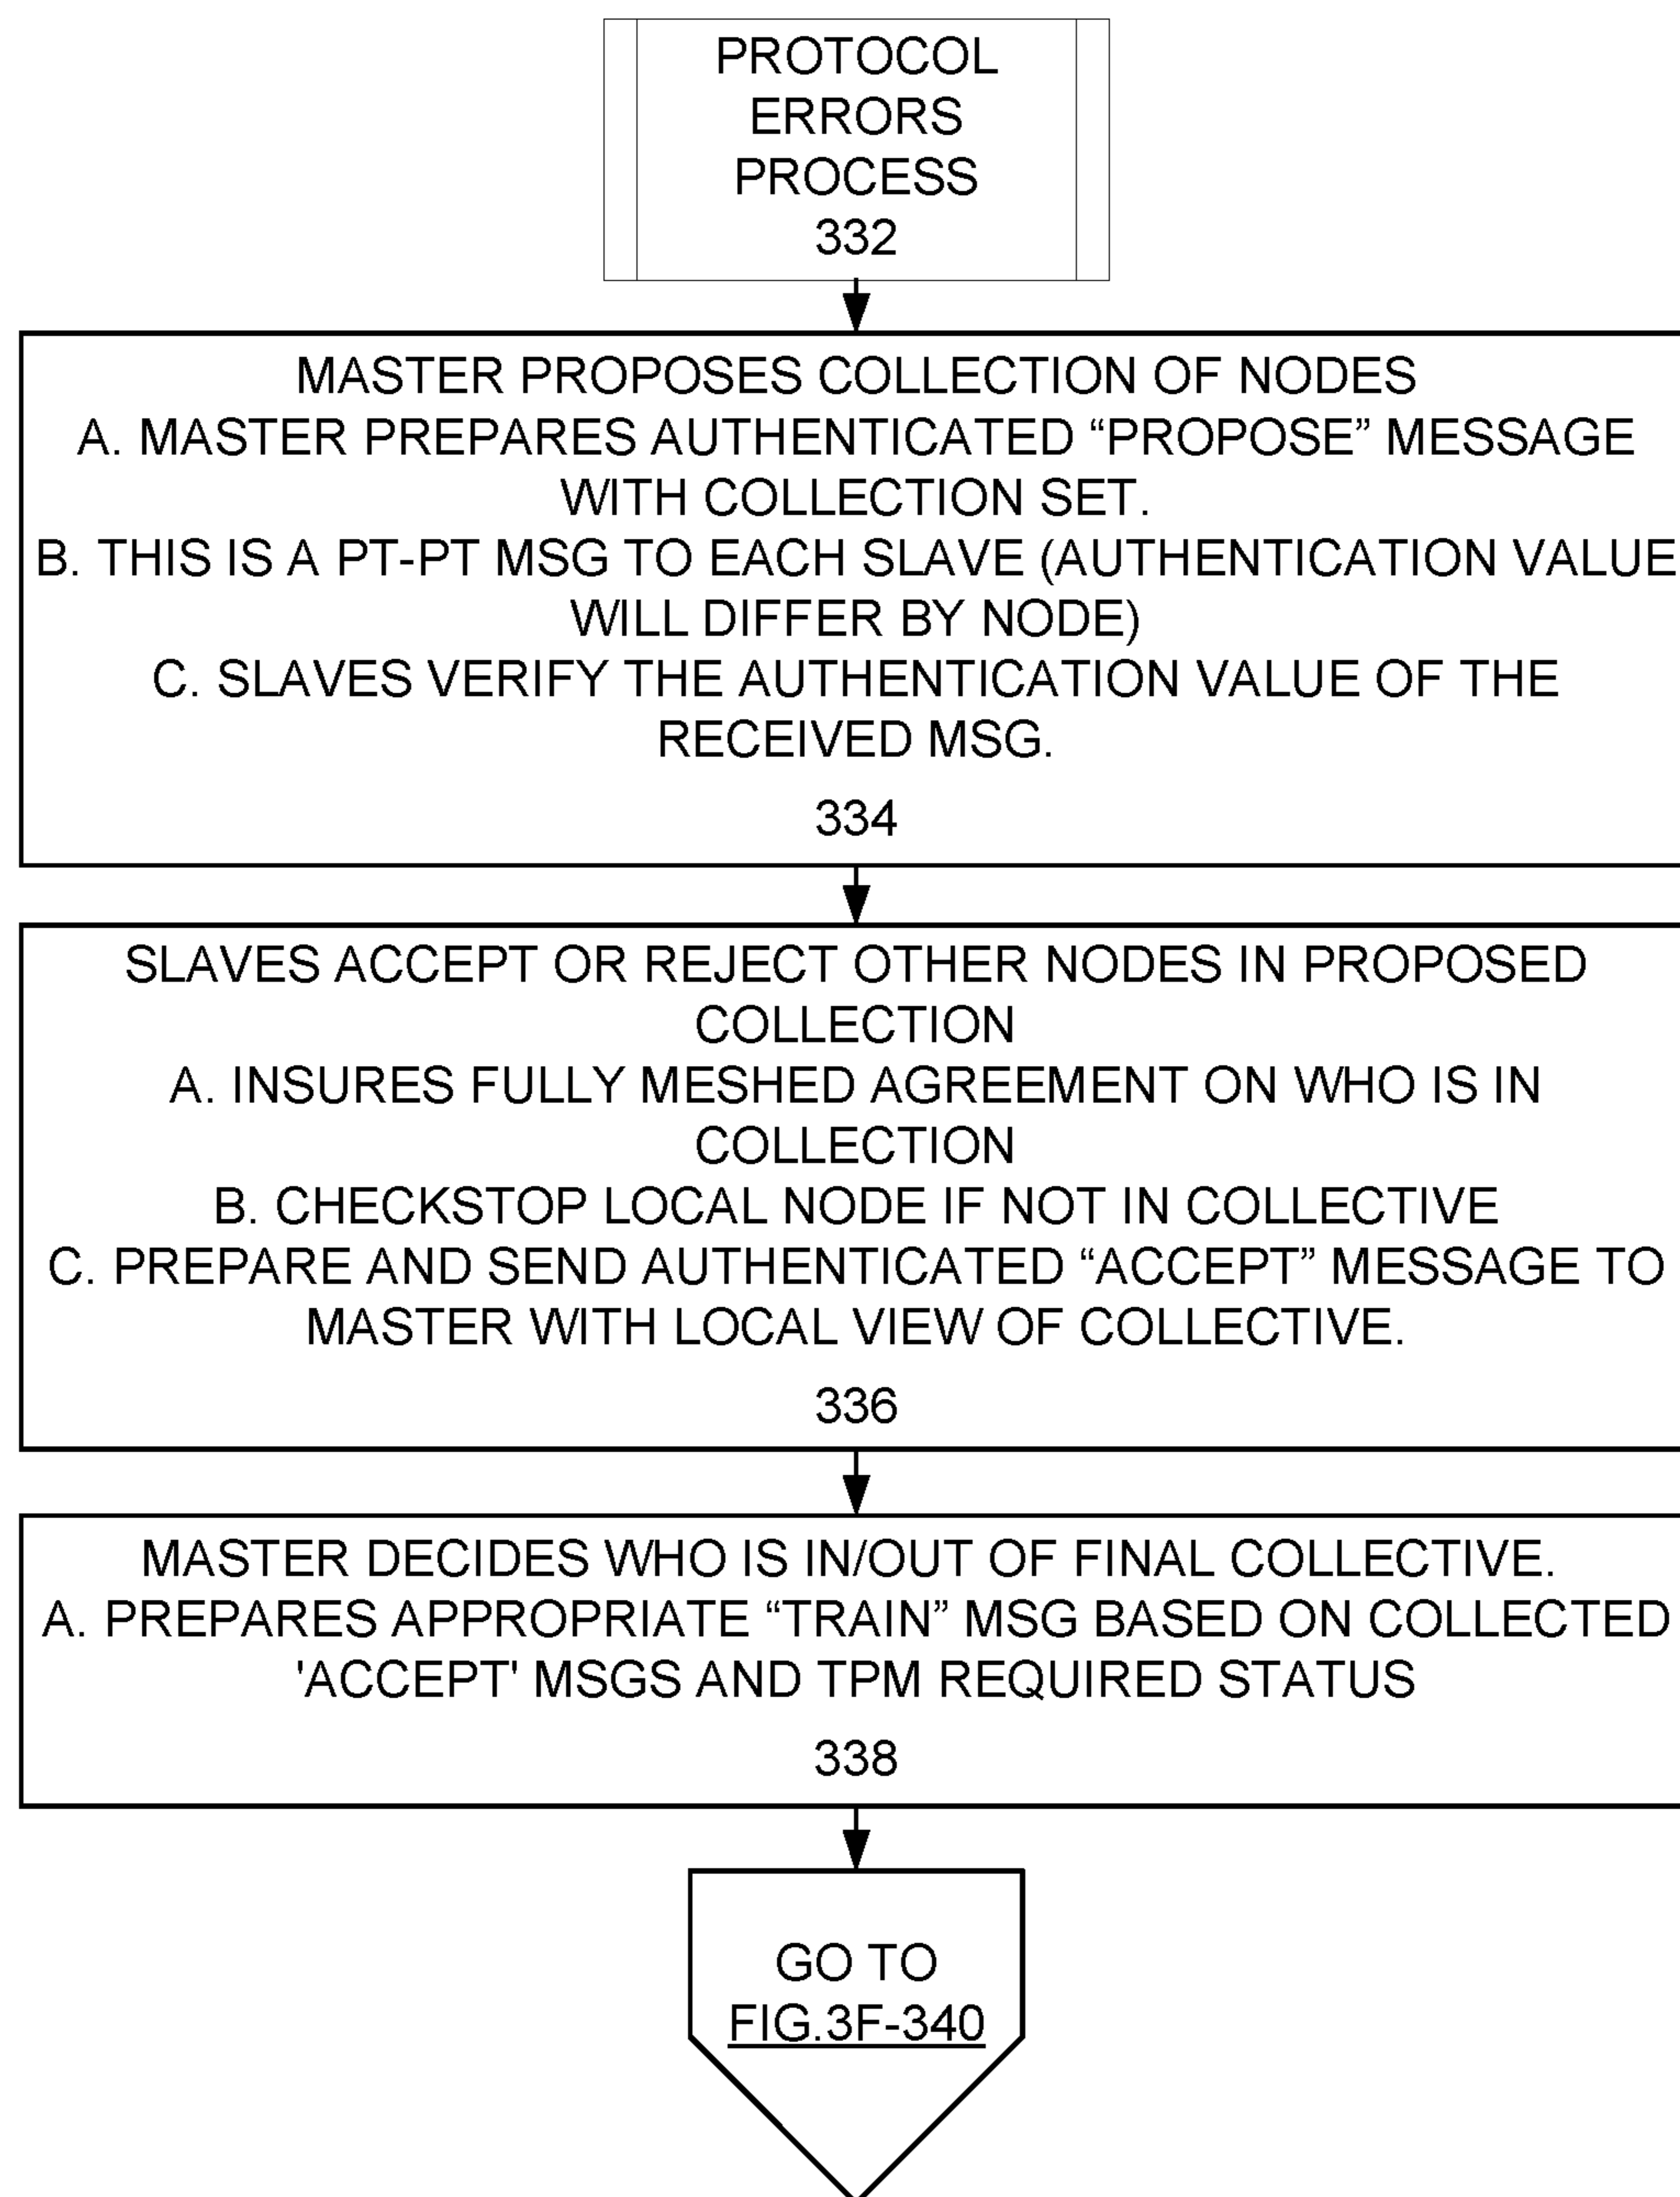 PROTOCOL
ERRORS
PROCESS
332
MASTER PROPOSES COLLECTION OF NODES
A. MASTER PREPARES AUTHENTICATED “PROPOSE” MESSAGE
WITH COLLECTION SET.
B. THIS IS A PT-PT MSG TO EACH SLAVE (AUTHENTICATION VALUE
WILL DIFFER BY NODE)
C. SLAVES VERIFY THE AUTHENTICATION VALUE OF THE
RECEIVED MSG.
334
SLAVES ACCEPT OR REJECT OTHER NODES IN PROPOSED
COLLECTION
A. INSURES FULLY MESHED AGREEMENT ON WHO IS IN
COLLECTION
B. CHECKSTOP LOCAL NODE IF NOT IN COLLECTIVE
C. PREPARE AND SEND AUTHENTICATED “ACCEPT” MESSAGE TO
MASTER WITH LOCAL VIEW OF COLLECTIVE.
336
MASTER DECIDES WHO IS IN/OUT OF FINAL COLLECTIVE.
A. PREPARES APPROPRIATE “TRAIN” MSG BASED ON COLLECTED
'ACCEPT' MSGS AND TPM REQUIRED STATUS
338
GO TO
FIG.3F-340